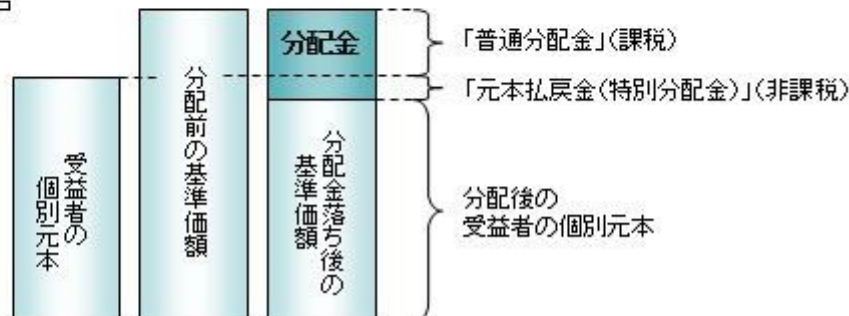 受益者の
個別元本
分配前の基準価額
分配金
分配金落ち後の
基準価額
「普通分配金」(課税)
「元本払戻金(特別分配金)」(非課税)
分配後の
受益者の個別元本